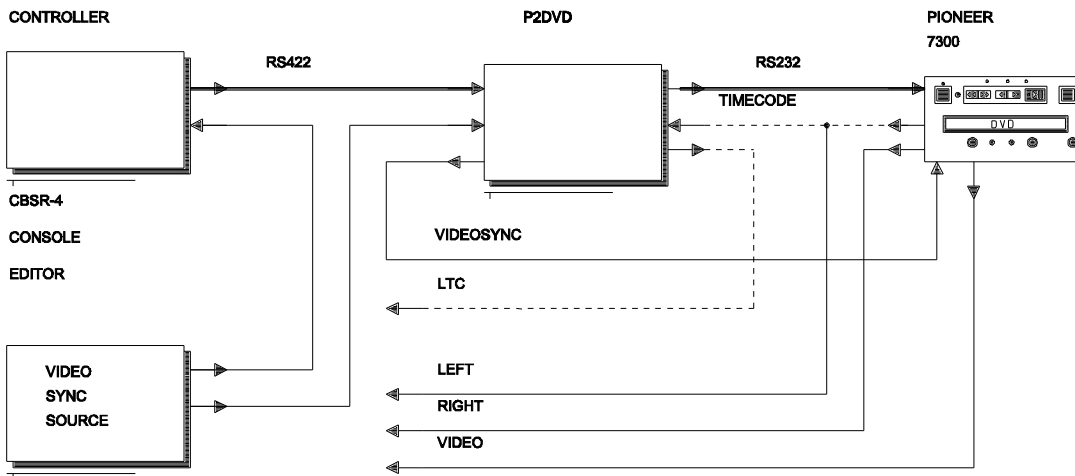 CONTROLLER
P2DVD
PIONEER
7300
RS422
RS232
TIMECODE
DVD
CBSR-4
CONSOLE
EDITOR
VIDEOSYNC
LTC
VIDEO
SYNC
SOURCE
LEFT
RIGHT
VIDEO